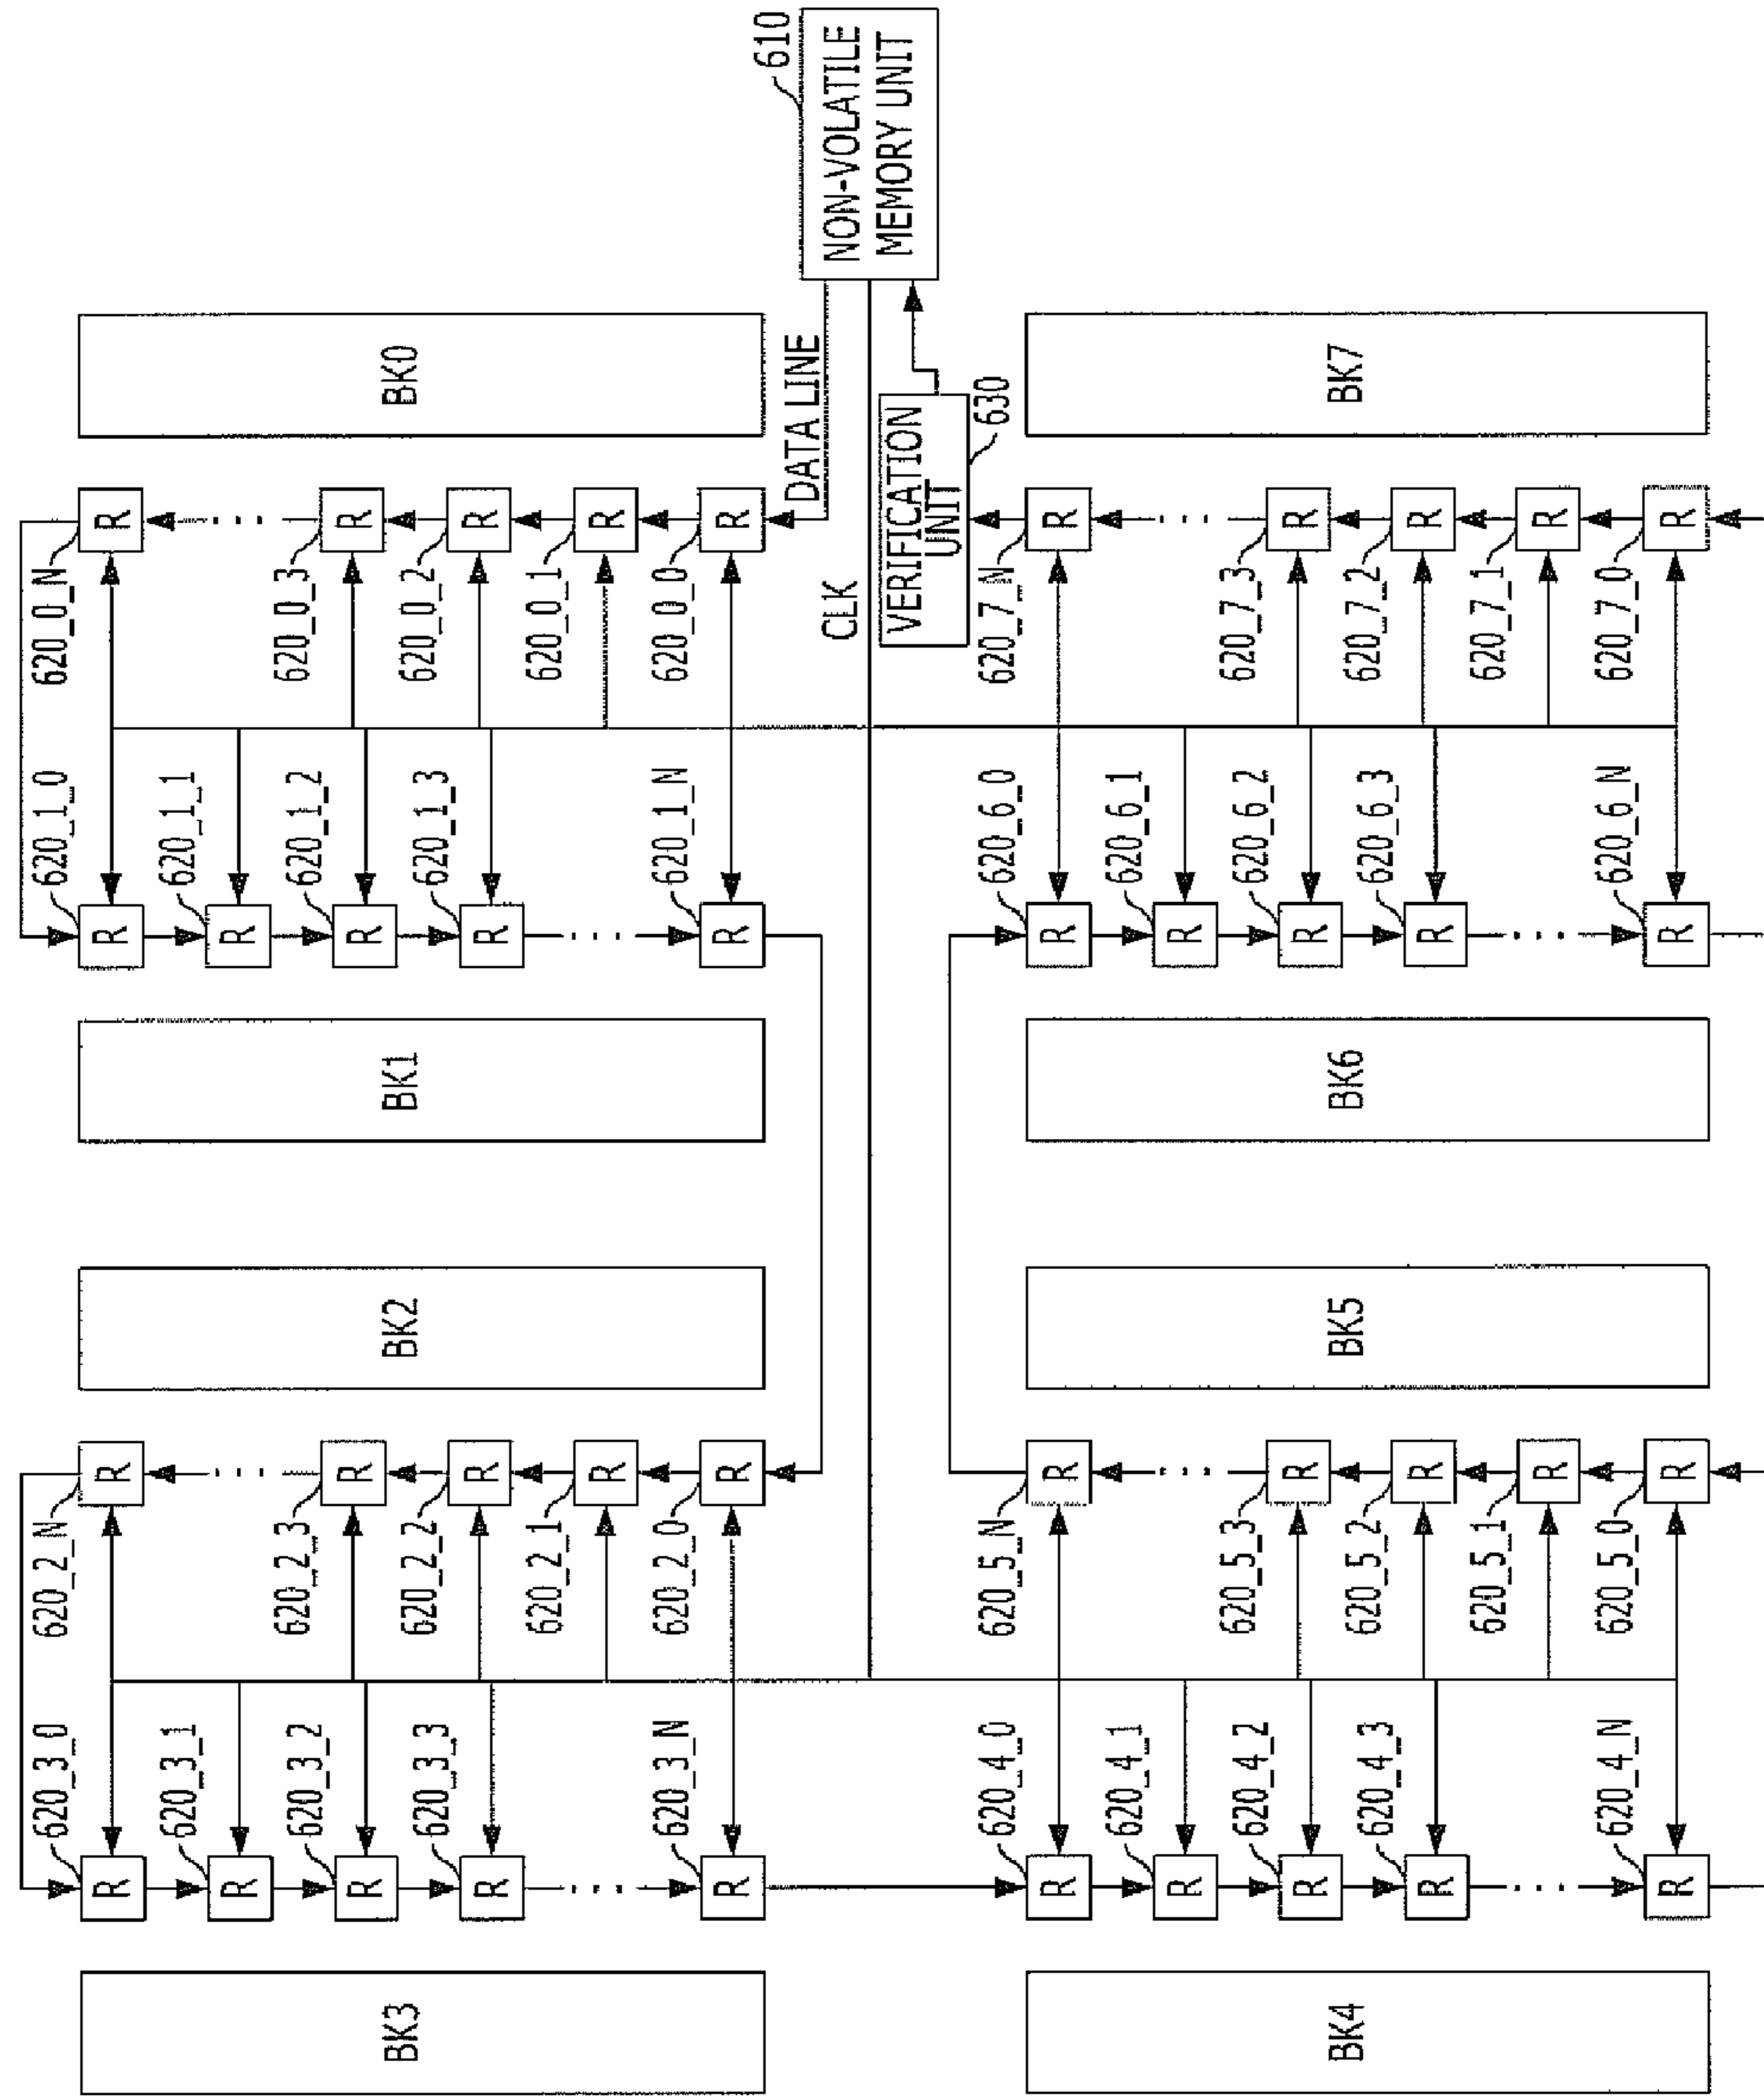 620_3_0 620_2_N 620_1_0 620_0_N
R R R R
620_3_1 620_1_1
R R
620_3_2 620_2_3 620_1_2 620_0_3
R R R R
BK3 BK2 BK1 BK0
620_3_3 620_2_2 620_1_3 620_0_2
R R R R
620_2_1 620_0_1
R R
620_3_N 620_2_0 620_1_N 620_0_0
R R R R
610
DATA LINE
CLK
NON-VOLATILE
MEMORY UNIT
VERIFICATION
UNIT
630
620_4_0 620_5_N 620_6_0 620_7_N
R R R R
620_4_1 620_6_1
R R
620_4_2 620_5_3 620_6_2 620_7_3
R R R R
BK4 BK5 BK6 BK7
620_4_3 620_5_2 620_6_3 620_7_2
R R R R
620_5_1 620_7_1
R R
620_4_N 620_5_0 620_6_N 620_7_0
R R R R